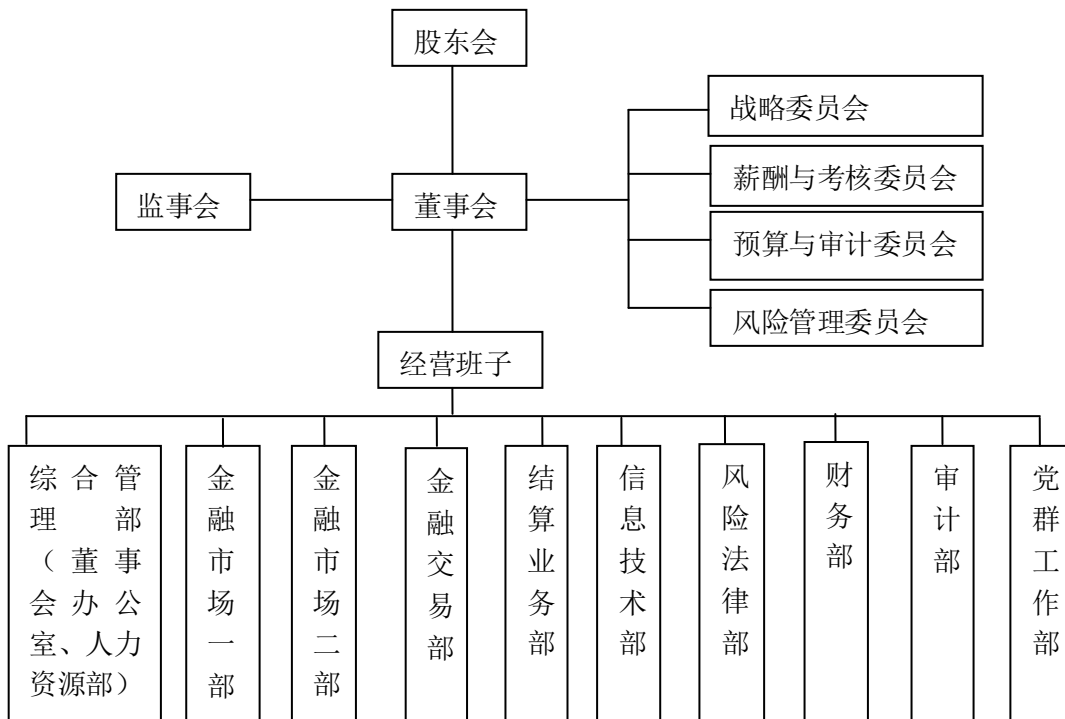 股东会
战略委员会
薪酬与考核委员会
监事会
董事会
预算与审计委员会
风险管理委员会
经营班子
综合管
理部
（董事
会办公
室、人力
资源部）
金融市场一部
金融市场二部
金融交易部
结算业务部
信息技术部
风险法律部
财务部
审计部
党群工作部